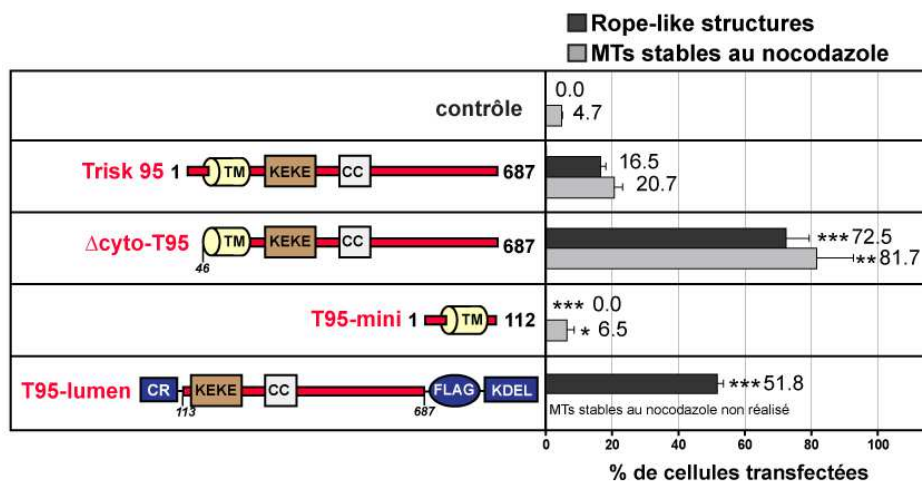 Rope-like structures
MTs stables au nocodazole
contrôle
0.0
4.7
Trisk 95 1 TM KEKE CC 687
16.5
20.7
Δcyto-T95 TM KEKE CC 687
46
***72.5
**81.7
T95-mini 1 TM 112
*** 0.0
* 6.5
T95-lumen CR KEKE CC FLAG KDEL
113 687
***51.8
MTs stables au nocodazole non réalisé
0 20 40 60 80 100
% de cellules transfectées